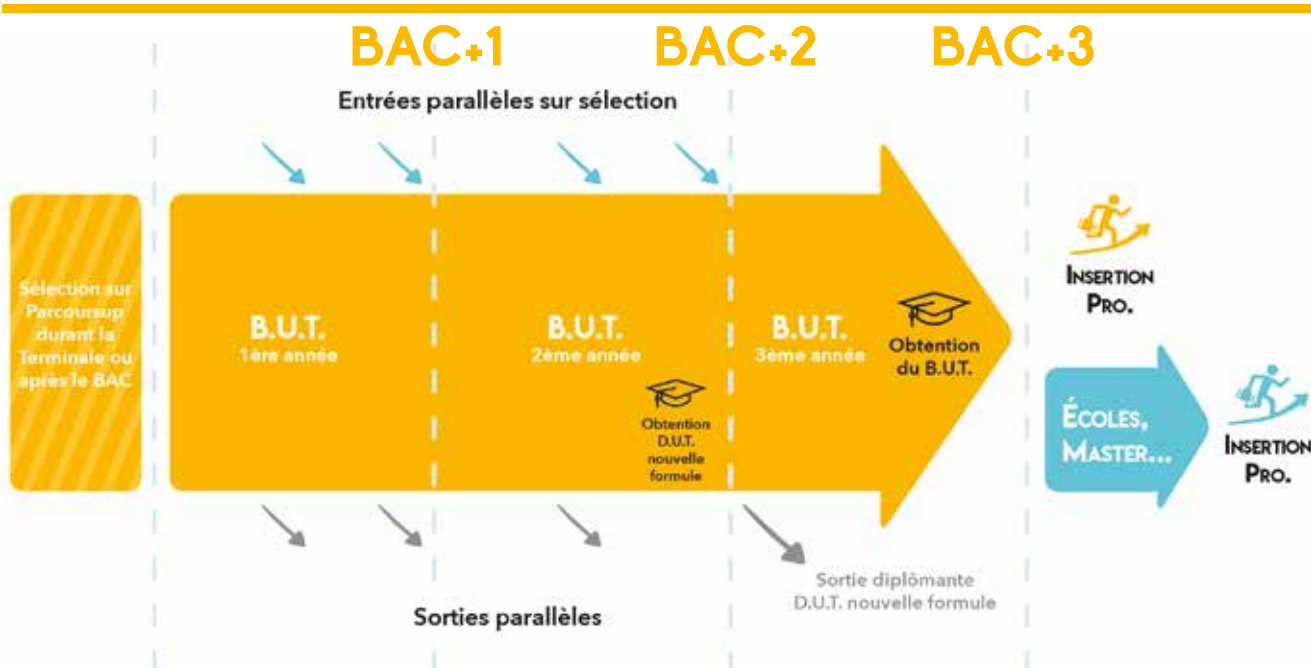 BAC+1
BAC+2
BAC+3
Entrées parallèles sur sélection
Sélection sur
Parcoursup
durant la
Terminale ou
après le BAC
B.U.T.
1ère année
B.U.T.
2ème année
Obtention
D.U.T.
nouvelle
formule
B.U.T.
3ème année
Obtention
du B.U.T.
INSERTION
PRO.
ÉCOLES,
MASTER...
INSERTION
PRO.
Sortie diplômante
D.U.T. nouvelle formule
Sorties parallèles